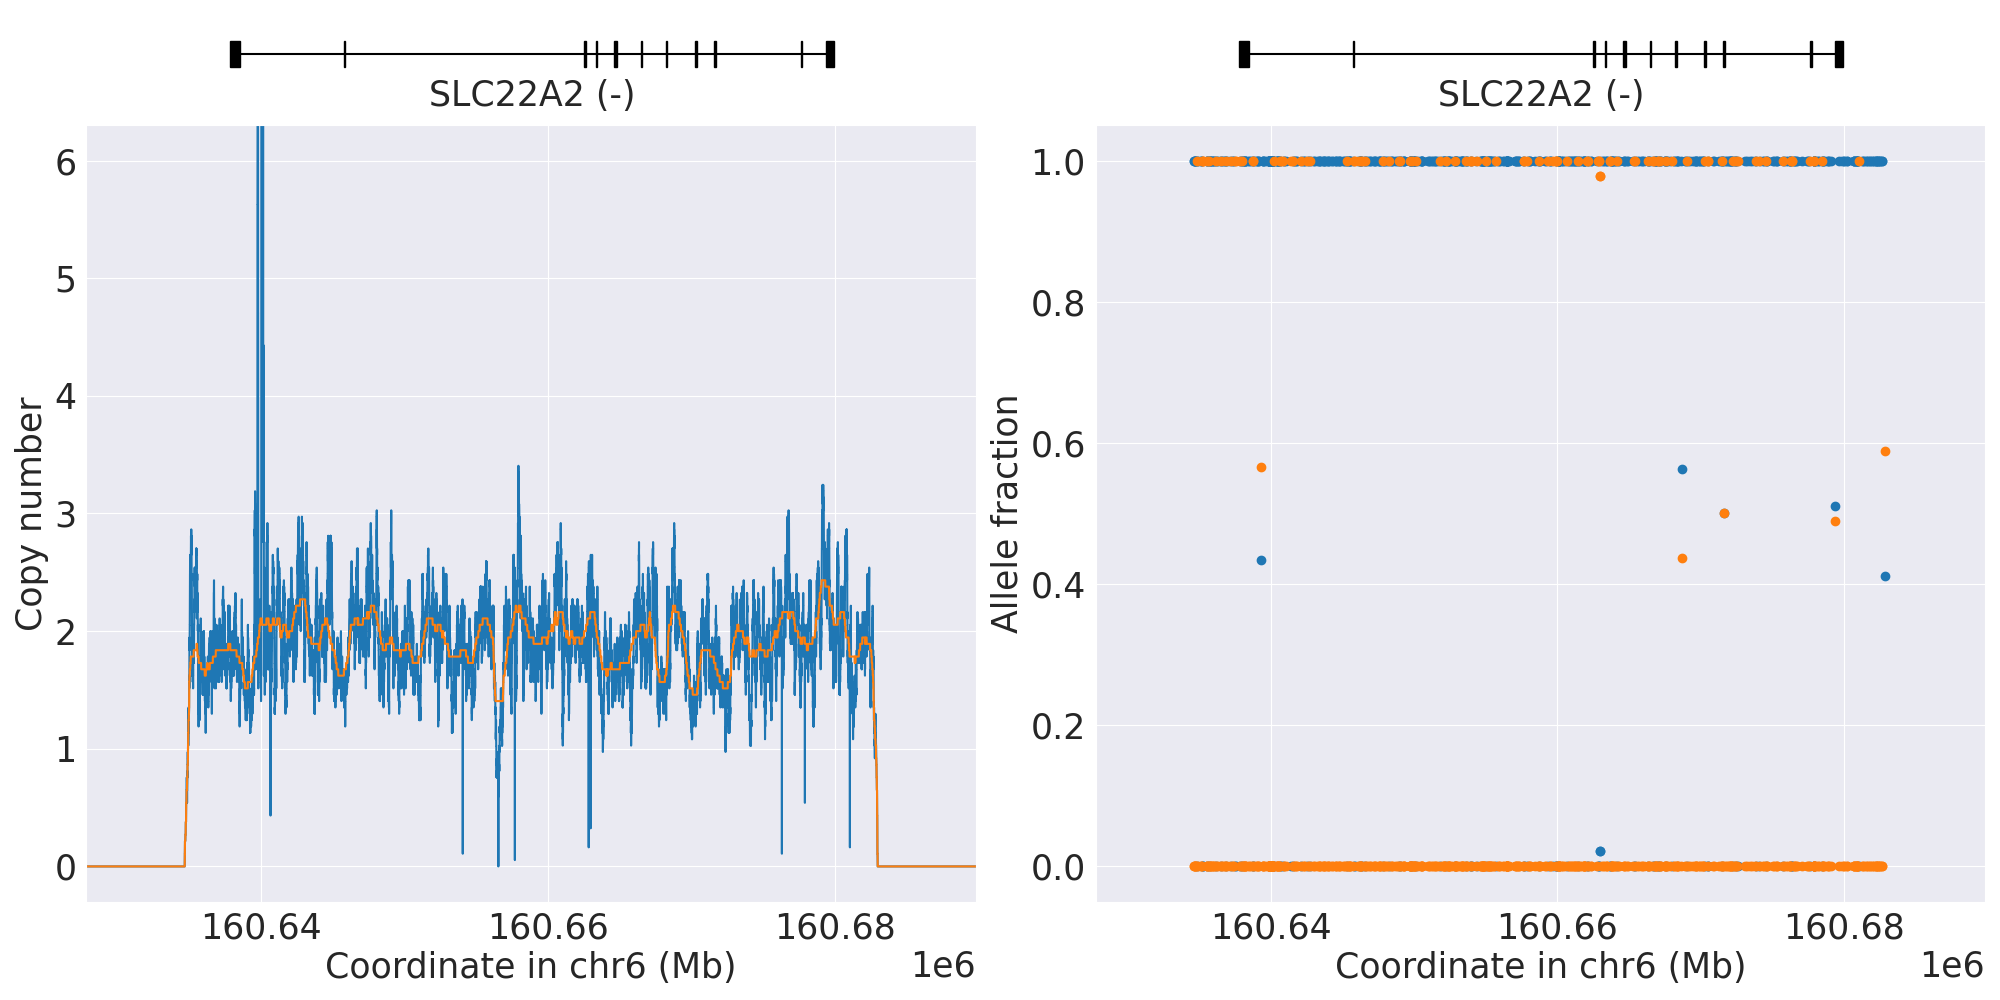 SLC22A2 (-)
6
5
4
3
2
1
0
Copy number
160.64
160.66
160.68
Coordinate in chr6 (Mb)
1e6
SLC22A2 (-)
1.0
0.8
0.6
0.4
0.2
0.0
Allele fraction
160.64
160.66
160.68
Coordinate in chr6 (Mb)
1e6